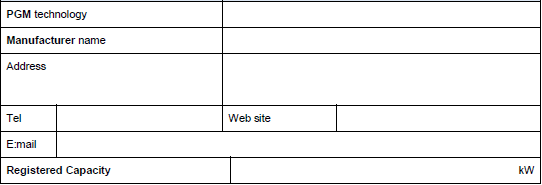 PGM technology
Manufacturer name
Address
Tel Web site
E:mail
Registered Capacity kW